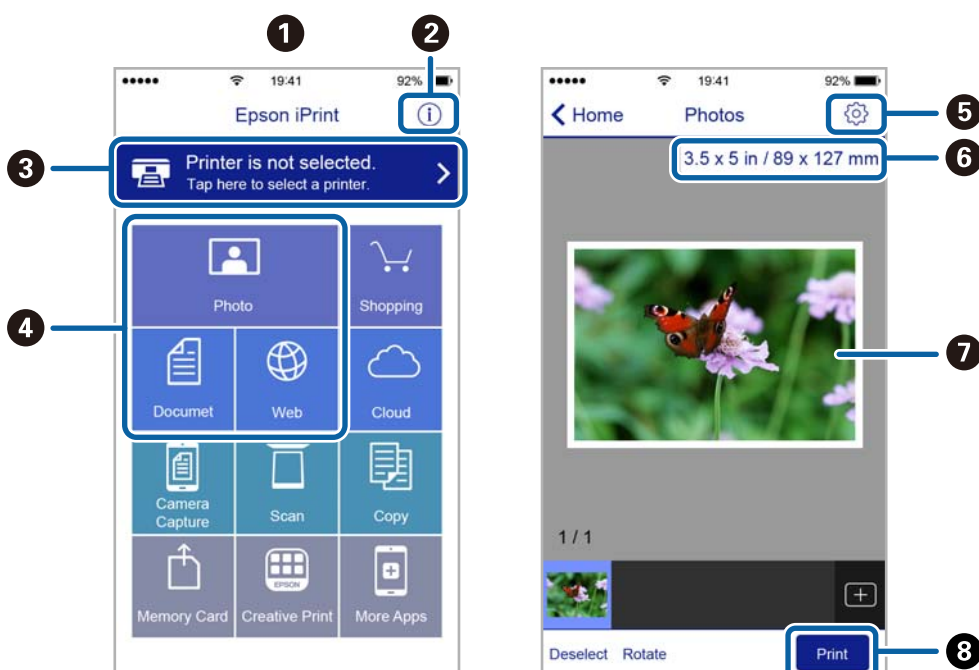 1
2
19:41
92%
Epson iPrint
i
3
Printer is not selected.
Tap here to select a printer.
4
Photo
Shopping
Documet
Web
Cloud
Camera
Capture
Scan
Copy
EPSON
Memory Card
Creative Print
More Apps
19:41
92%
Home
Photos
5
3.5 x 5 in / 89 x 127 mm
6
7
1 / 1
Deselect
Rotate
Print
8